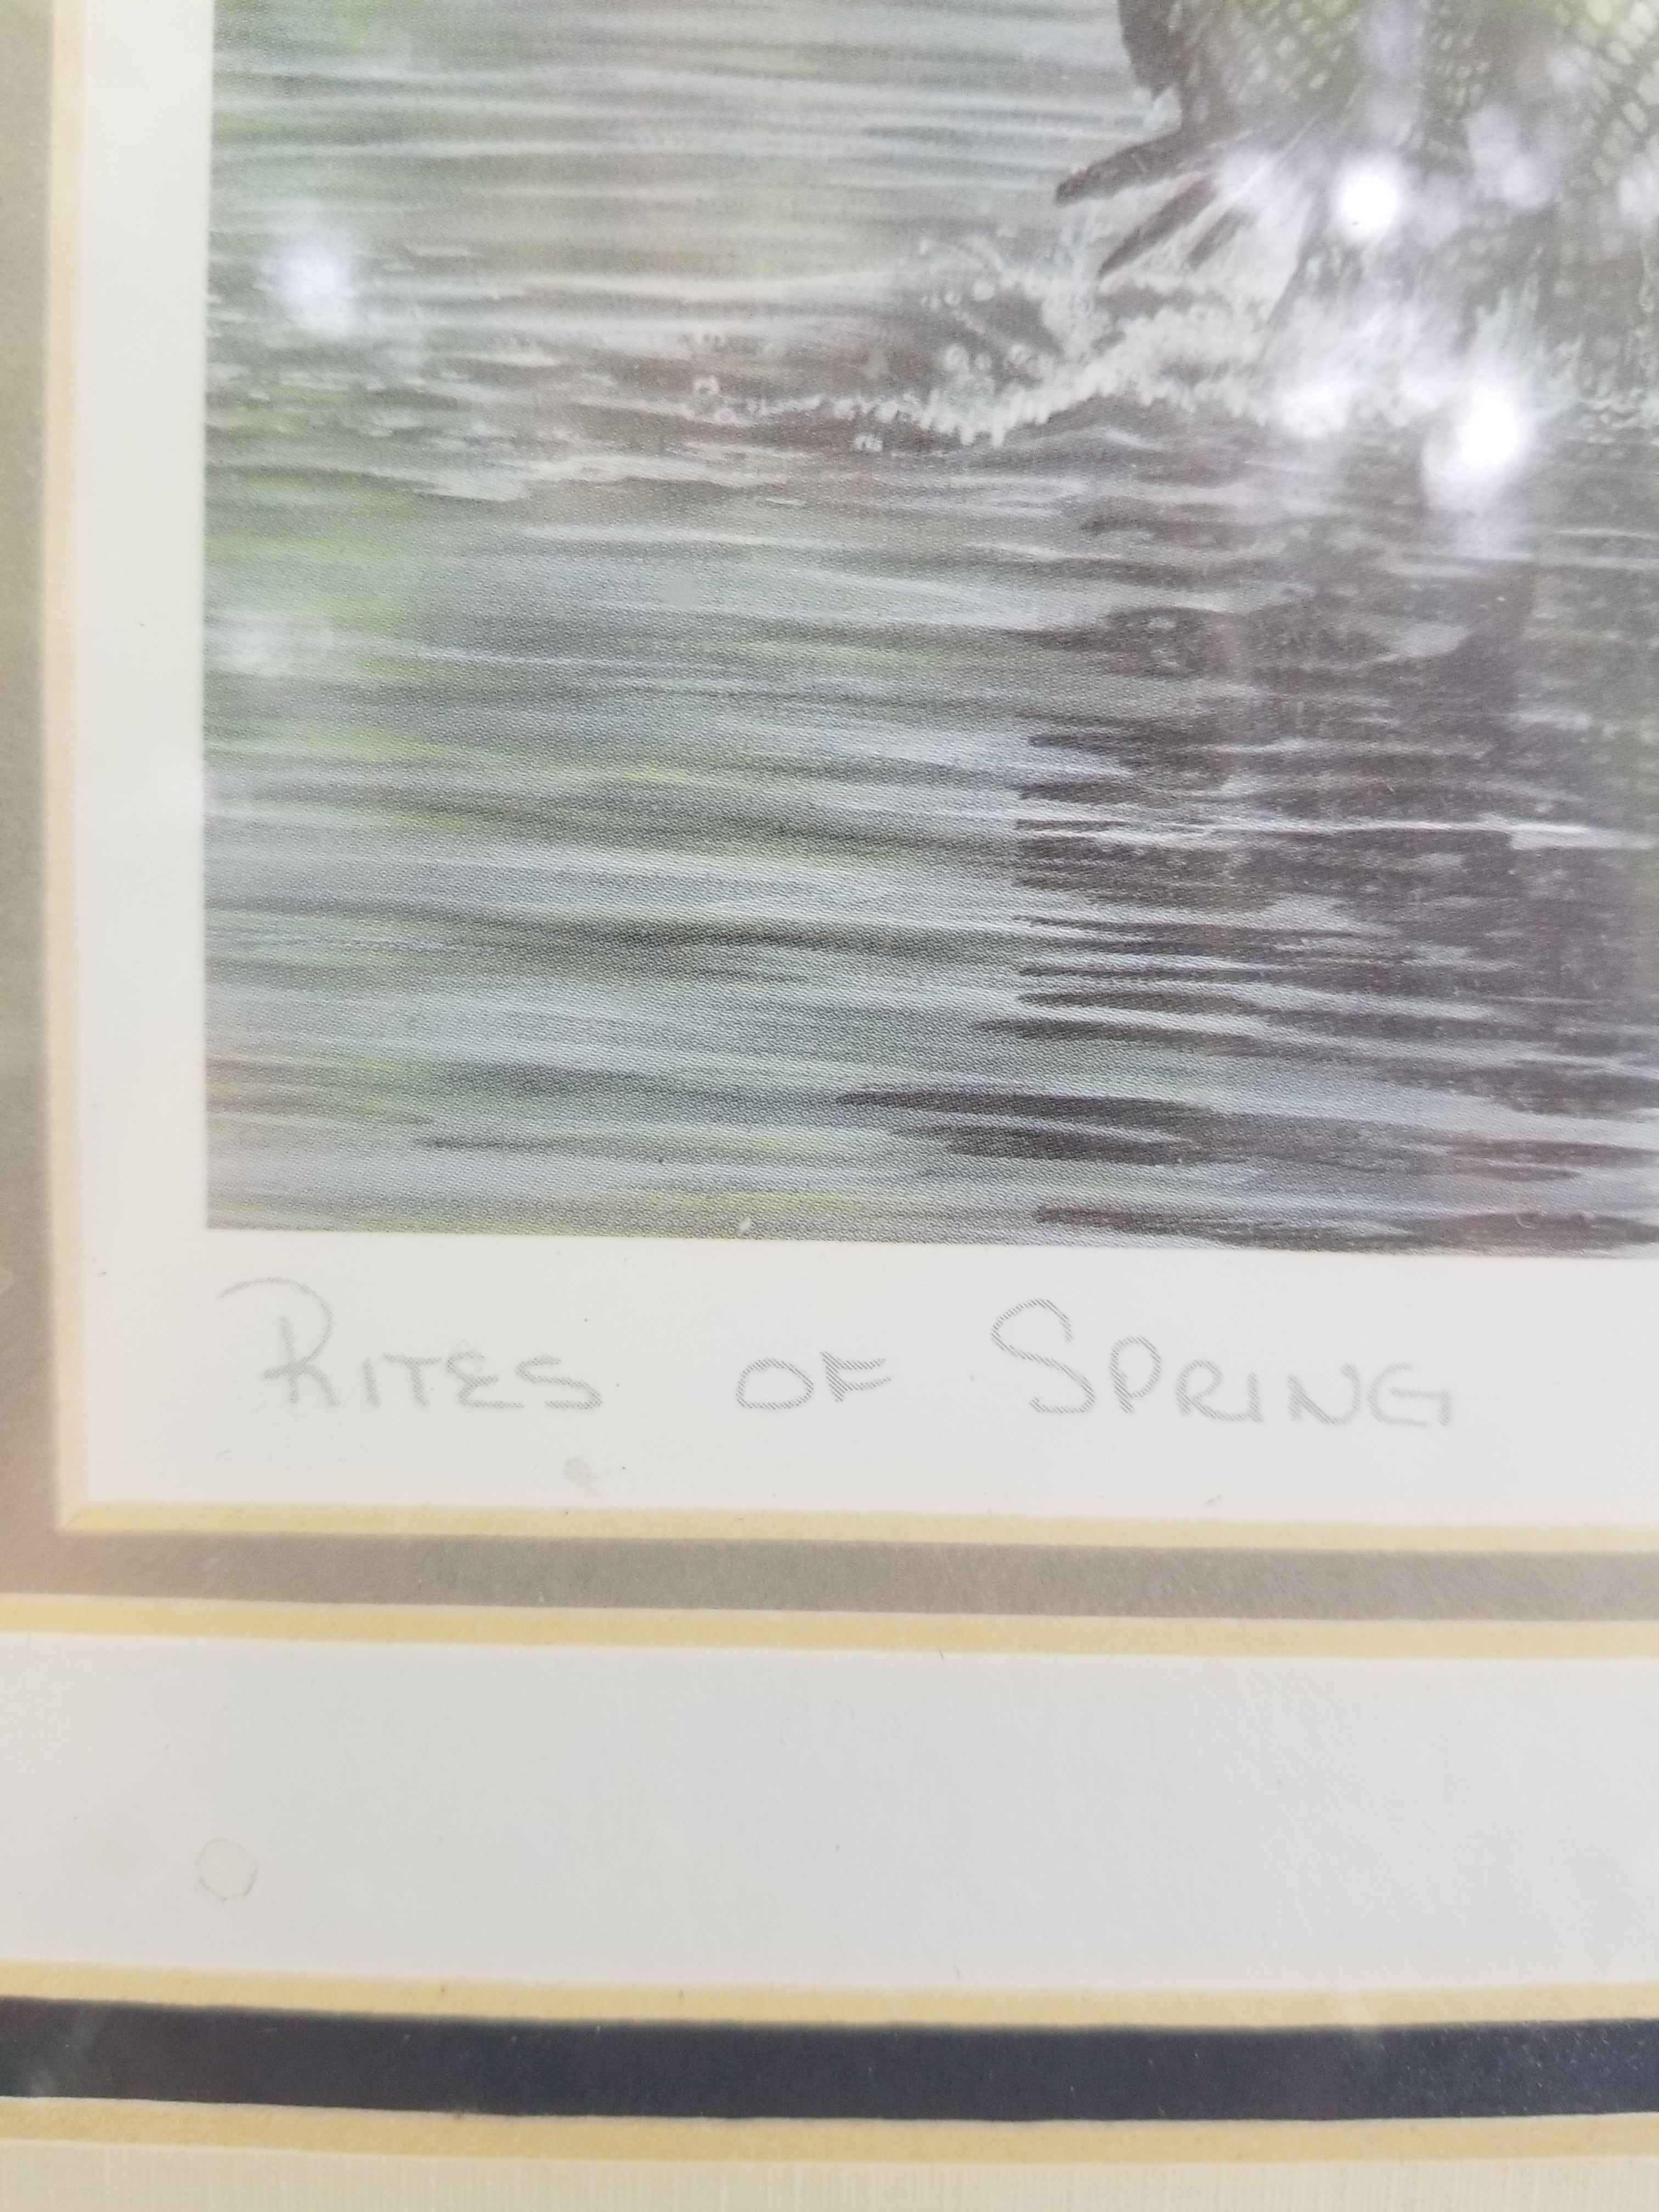 RITES OF SPRING